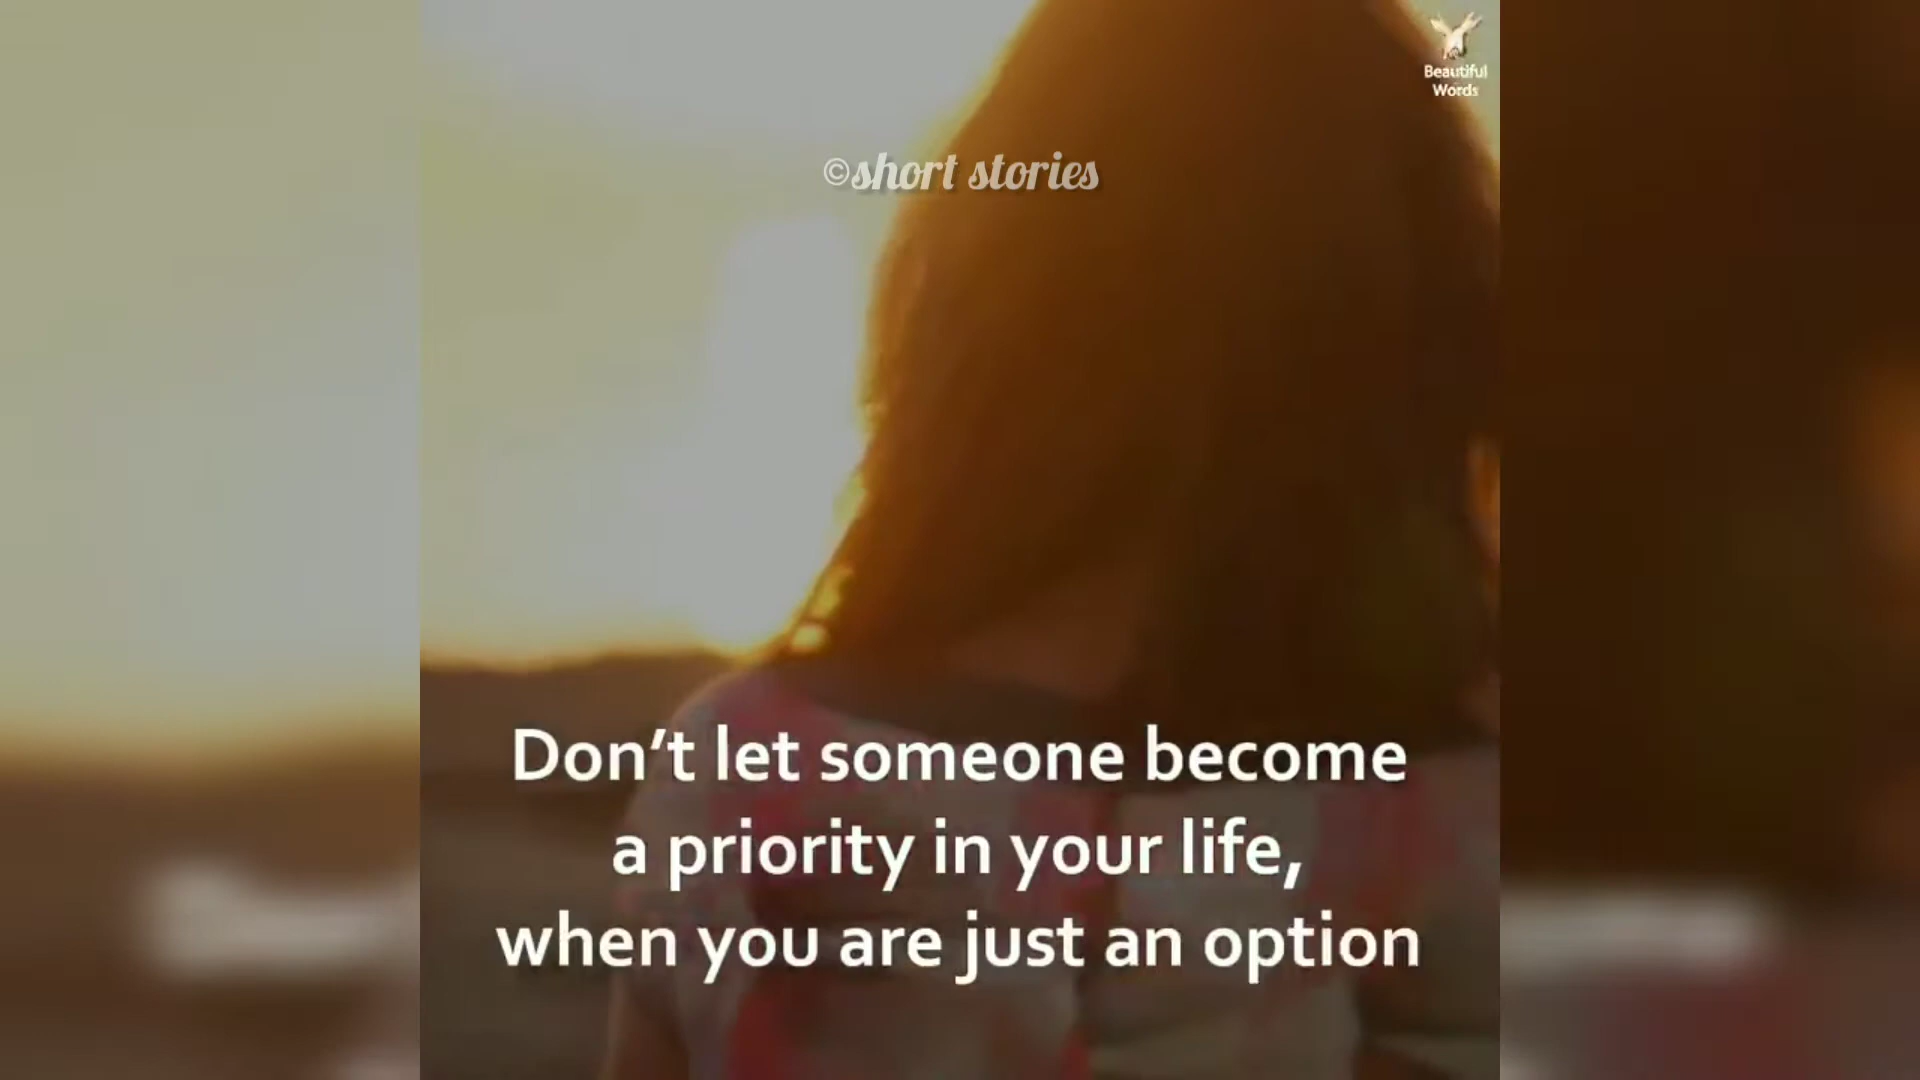 Beautiful
Words
©short stories
Don't let someone become
a priority in your life,
when you are just an option